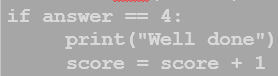 if answer == 4:
    print("Well done")
    score = score + 1